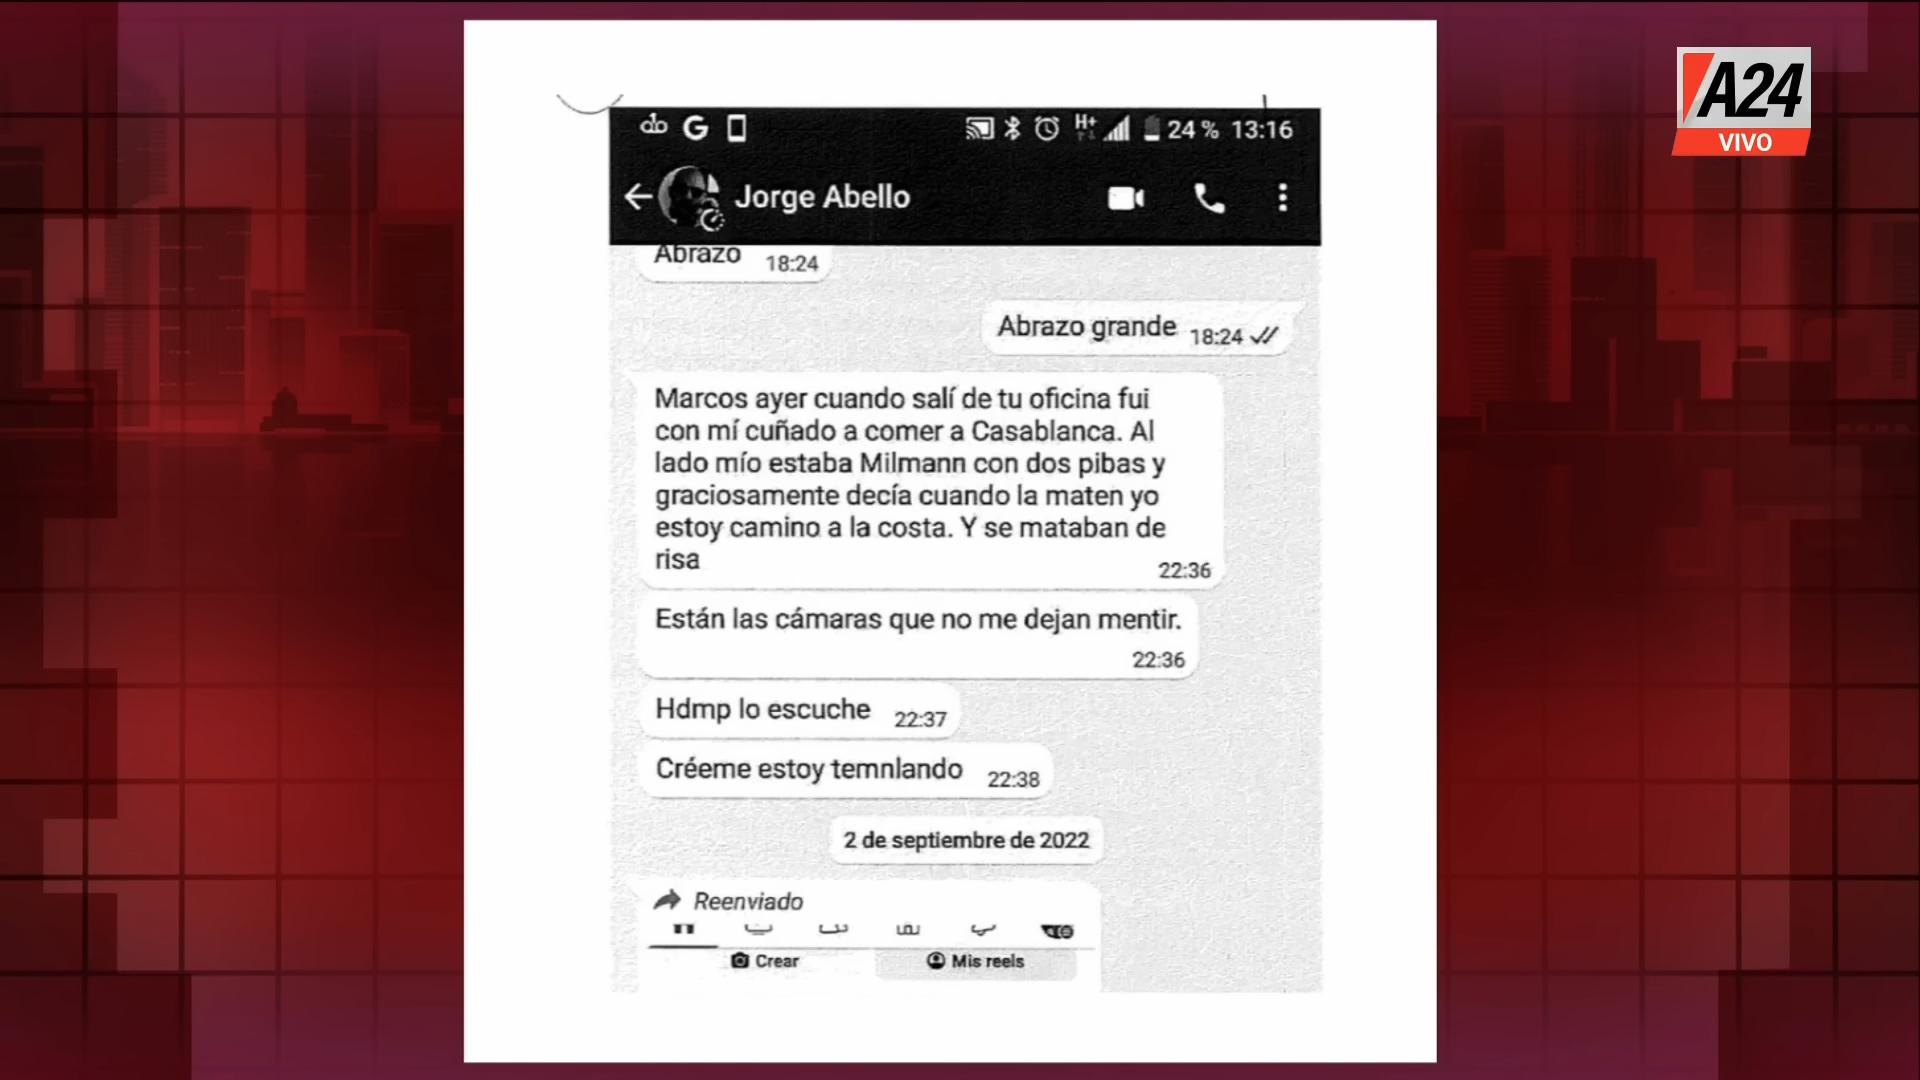 A24
VIVO
G
H+
24 % 13:16
Jorge Abello
Abrazo 18:24
Abrazo grande 18:24
Marcos ayer cuando salí de tu oficina fui
con mí cuñado a comer a Casablanca. Al
lado mío estaba Milmann con dos pibas y
graciosamente decía cuando la maten yo
estoy camino a la costa. Y se mataban de
risa
22:36
Están las cámaras que no me dejan mentir.
22:36
Hdmp lo escuche 22:37
Créeme estoy temnlando 22:38
2 de septiembre de 2022
Reenviado
Crear
Mis reels